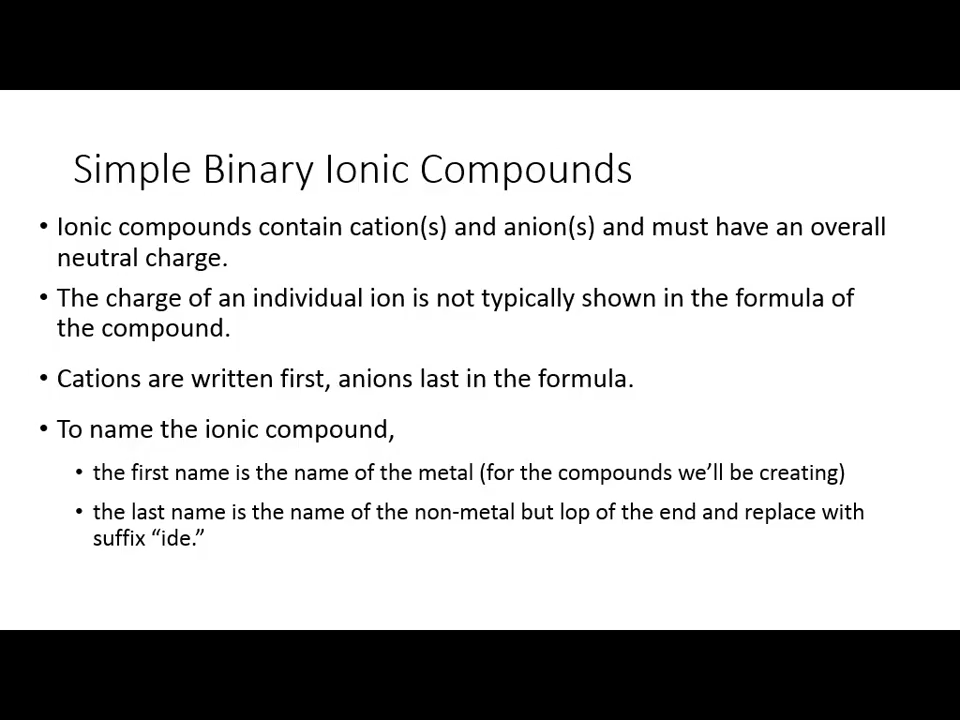 Simple Binary Ionic Compounds
• Ionic compounds contain cation(s) and anion(s) and must have an overall
neutral charge.
• The charge of an individual ion is not typically shown in the formula of
the compound.
• Cations are written first, anions last in the formula.
• To name the ionic compound,
• the first name is the name of the metal (for the compounds we’ll be creating)
• the last name is the name of the non-metal but lop of the end and replace with
suffix “ide.”